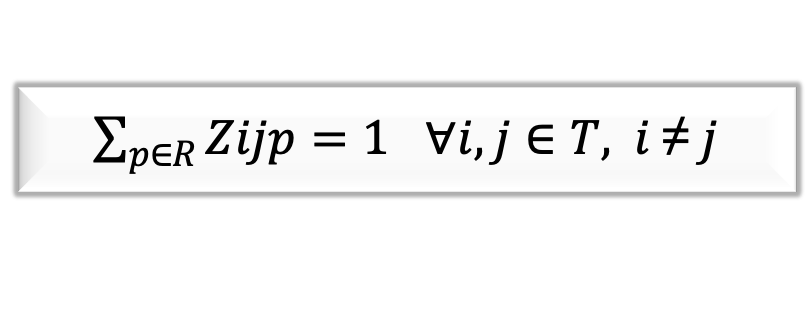 ∑p∈R Zijp = 1 ∀i, j ∈ T, i ≠ j